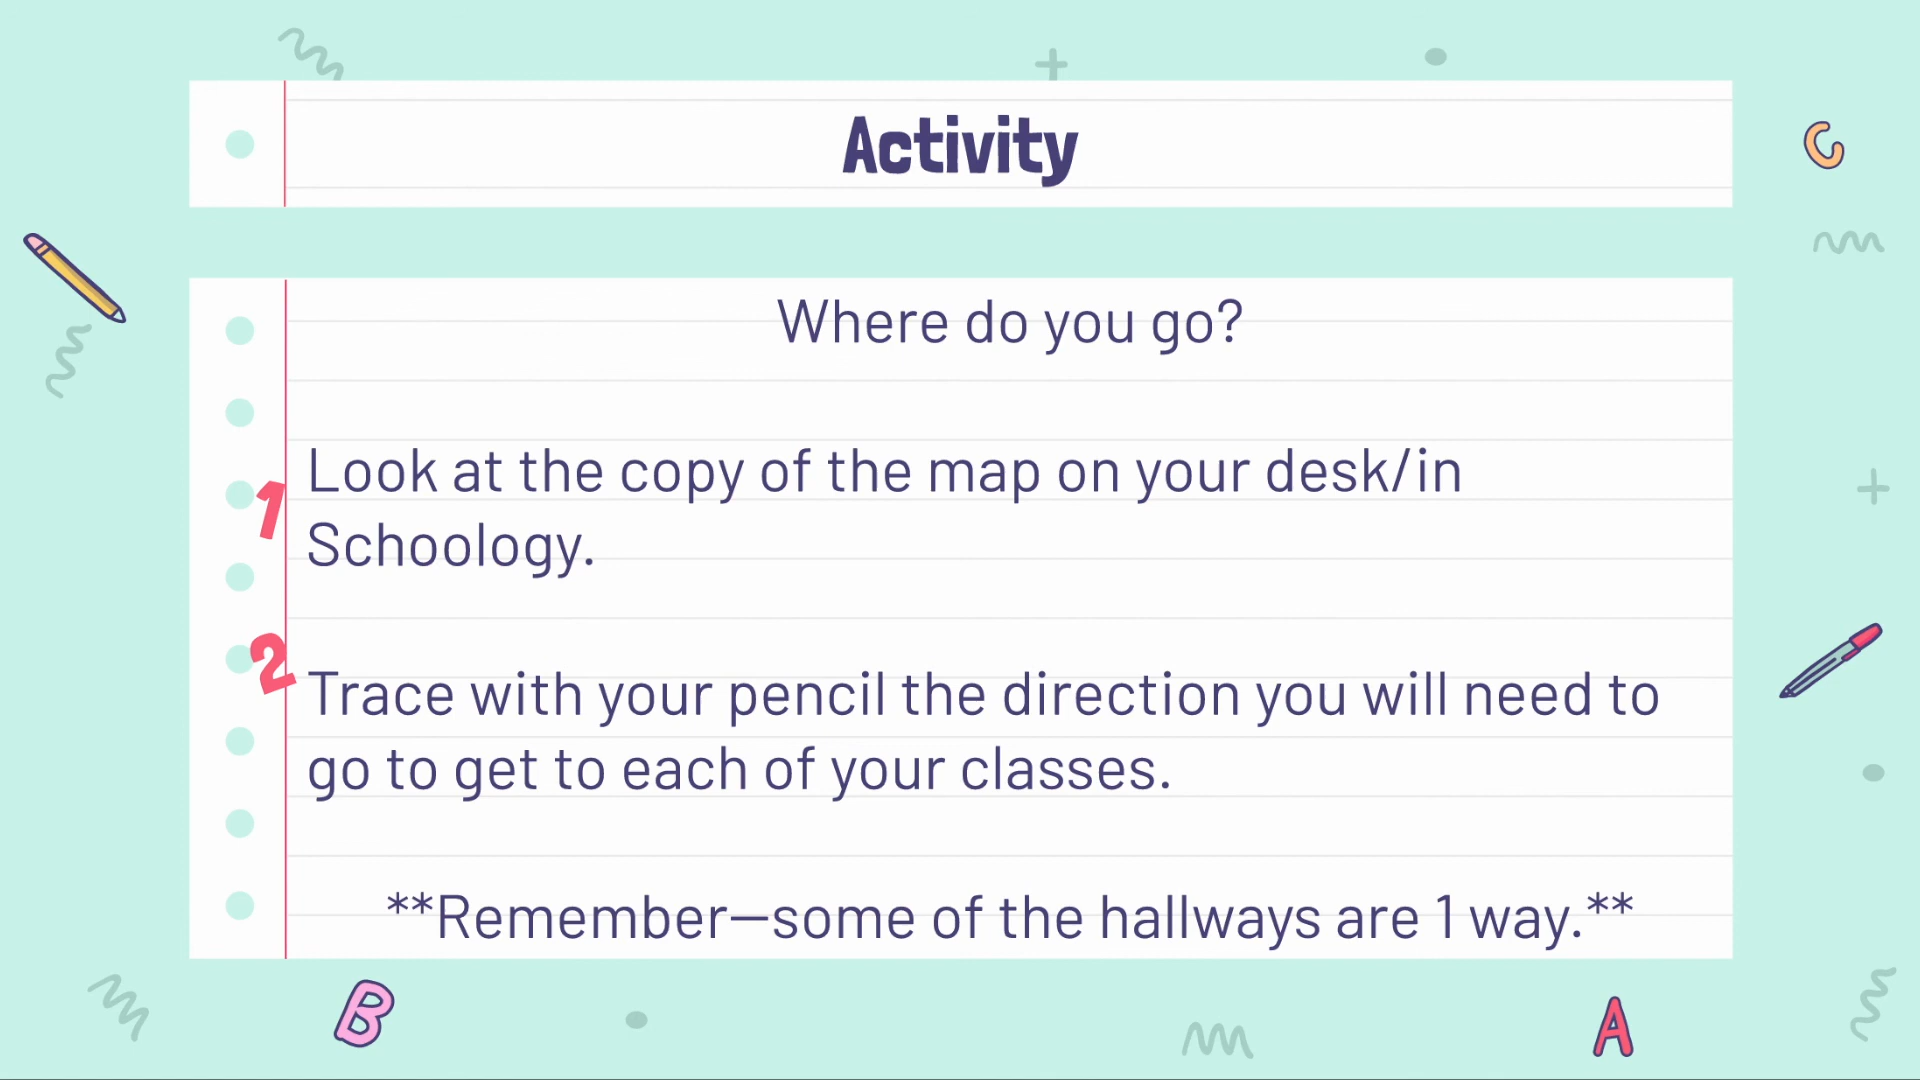 Activity
C
Where do you go?
1
Look at the copy of the map on your desk/in
Schoology.
2
Trace with your pencil the direction you will need to
go to get to each of your classes.
**Remember—some of the hallways are 1 way.**
B
A